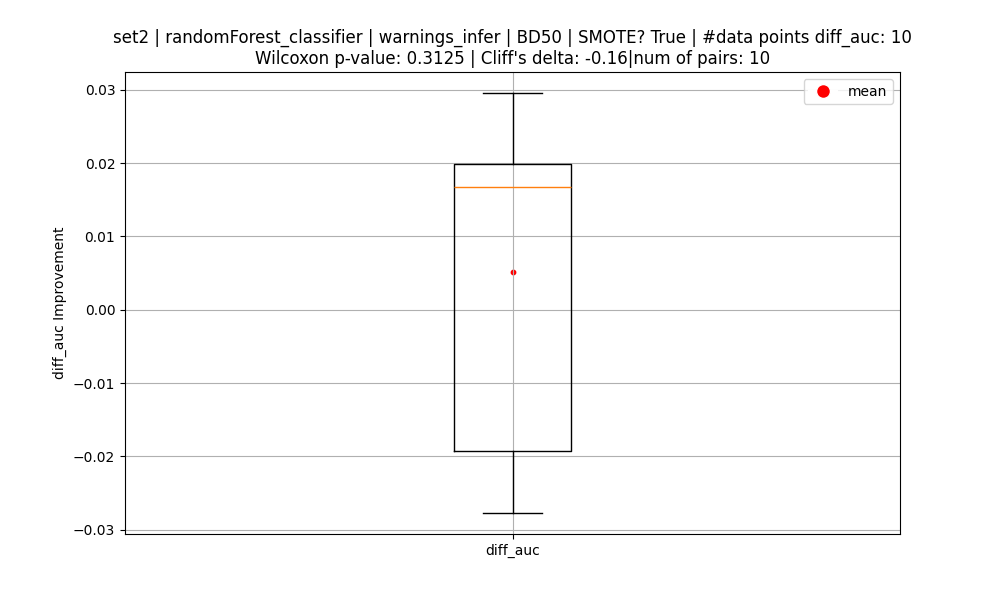 set2 | randomForest_classifier | warnings_infer | BD50 | SMOTE? True | #data points diff_auc: 10
Wilcoxon p-value: 0.3125 | Cliff's delta: -0.16|num of pairs: 10
mean
0.03
0.02
0.01
0.00
−0.01
−0.02
−0.03
diff_auc Improvement
diff_auc